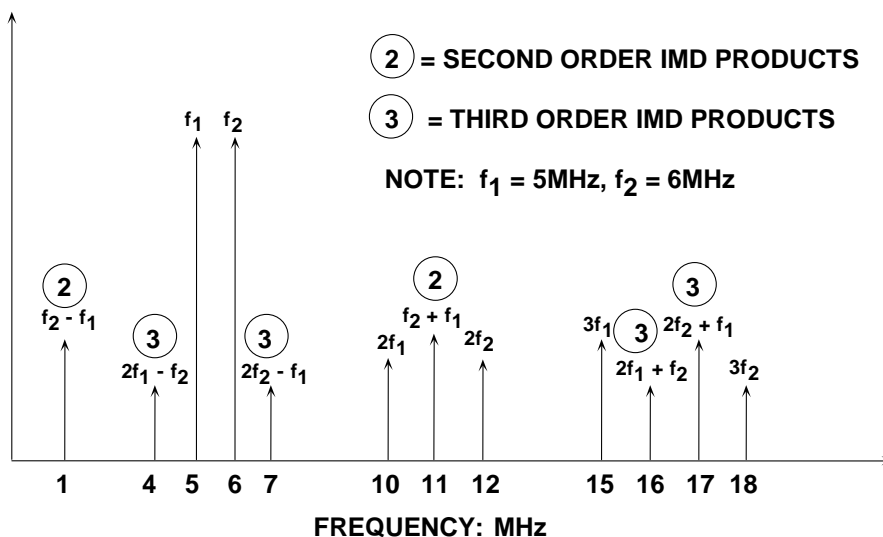 2 = SECOND ORDER IMD PRODUCTS
3 = THIRD ORDER IMD PRODUCTS
NOTE: f1 = 5MHz, f2 = 6MHz
f1 f2
2
f2 - f1
3
2f1 - f2
3
2f2 - f1
2
f2 + f1
2f1
2f2
3
2f2 + f1
3f1
3
2f1 + f2
3f2
1 4 5 6 7 10 11 12 15 16 17 18
FREQUENCY: MHz